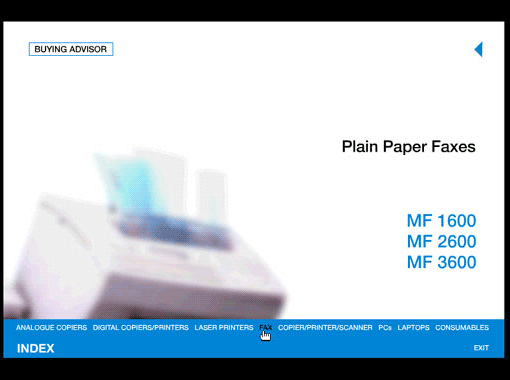 BUYING ADVISOR
Plain Paper Faxes
MF 1600
MF 2600
MF 3600
ANALOGUE COPIERS DIGITAL COPIERS/PRINTERS LASER PRINTERS FAX COPIER/PRINTER/SCANNER PCs LAPTOPS CONSUMABLES
INDEX EXIT